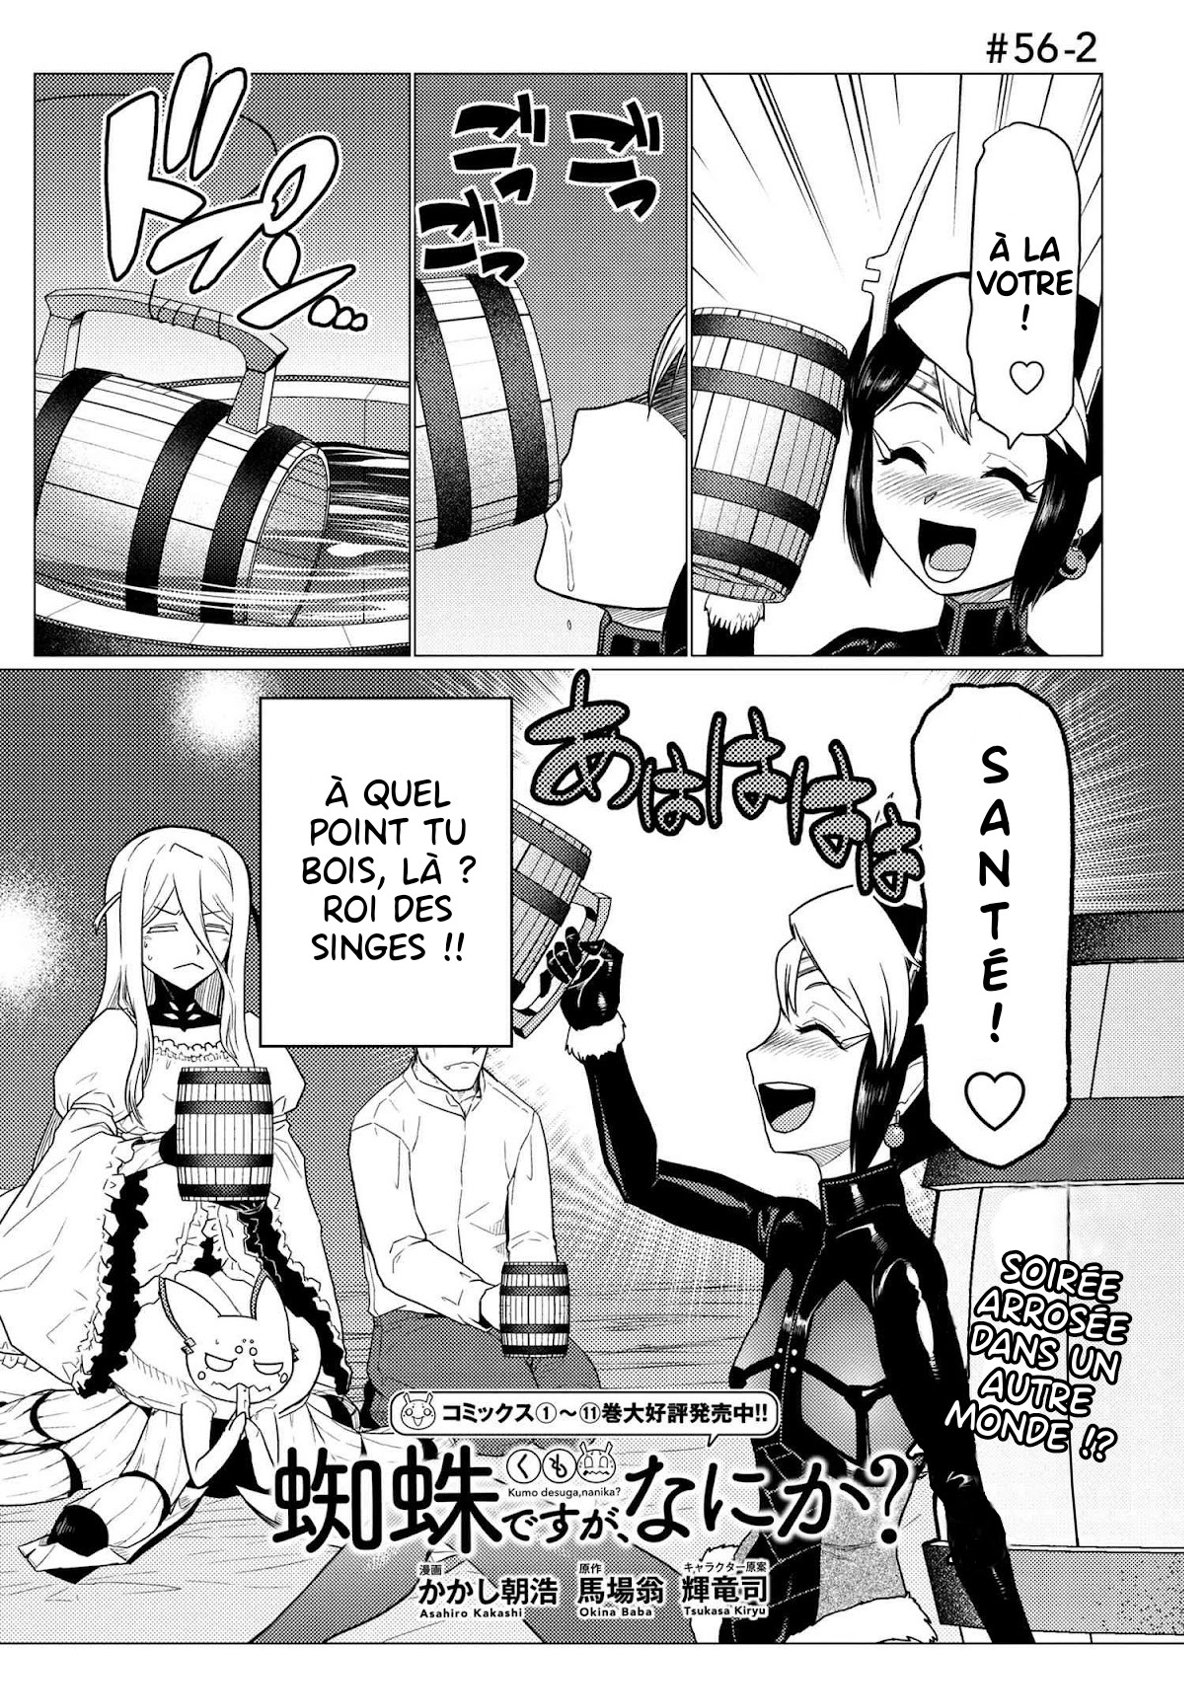 #56-2
À LA
VOTRE
!
♡
ゴっ
ゴっ
ゴっ
ドプン…
あはははは
SANTÉ! ♡
À QUEL
POINT TU
BOIS, LÀ ?
ROI DES
SINGES !!
SOIRÉE
ARROSÉE
DANS UN
AUTRE
MONDE !?
コミックス①〜⑪巻大好評発売中!!
くも
Kumo desuga,nanika?
蜘蛛ですが、なにか?
漫画 原作 キャラクター原案
かかし朝浩 馬場翁 輝竜司
Asahiro Kakashi Okina Baba Tsukasa Kiryu